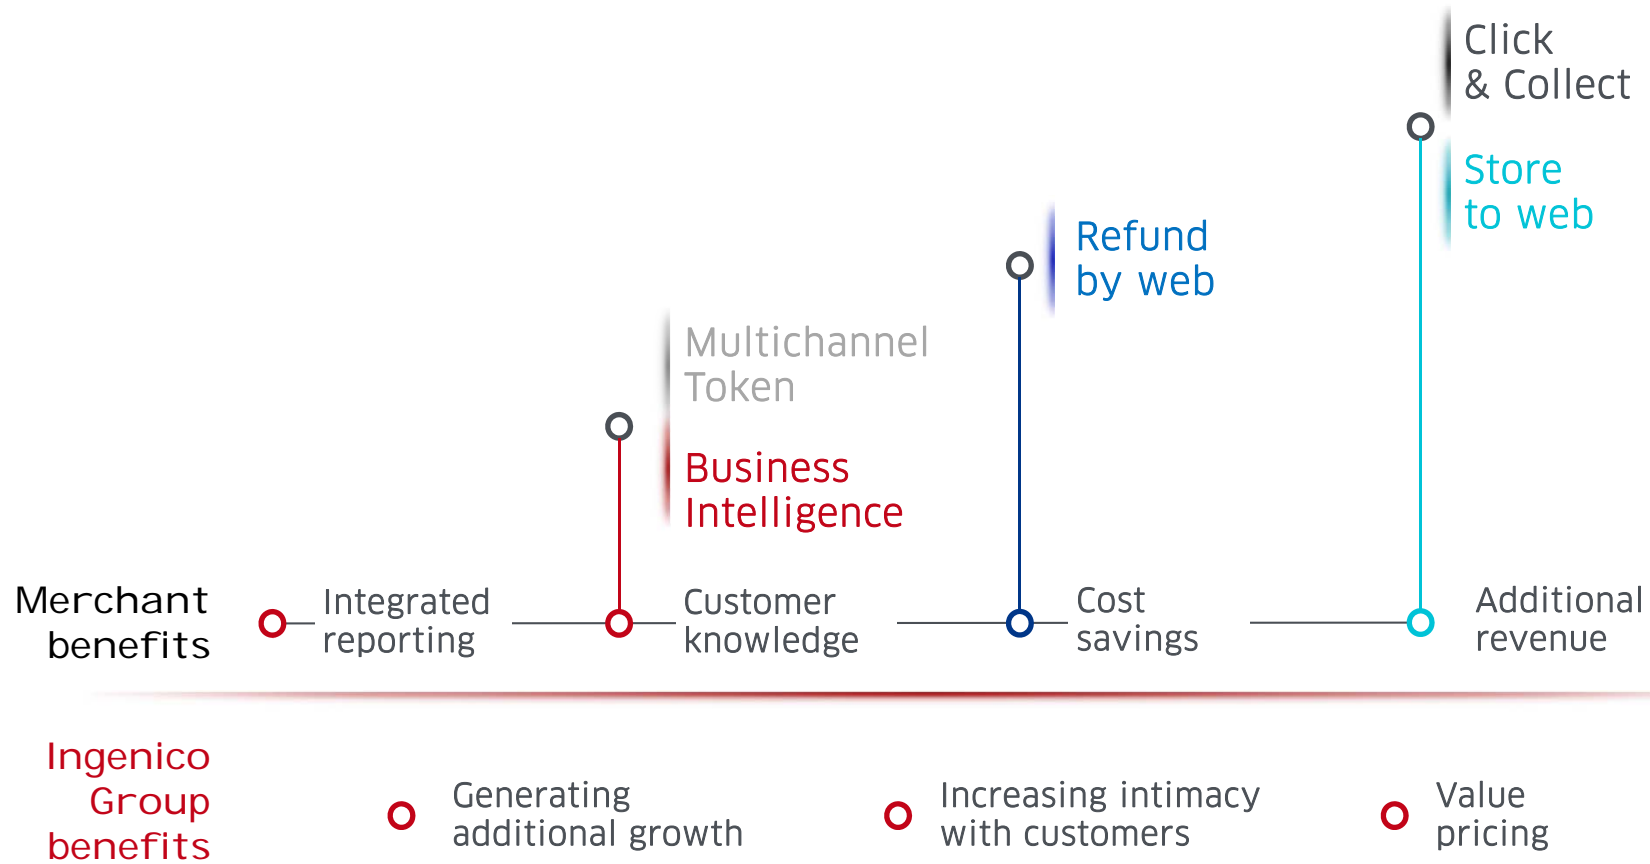 Click
& Collect
Store
to web
Refund
by web
Multichannel
Token
Business
Intelligence
Merchant
benefits
Integrated
reporting
Customer
knowledge
Cost
savings
Additional
revenue
Ingenico
Group
benefits
Generating
additional growth
Increasing intimacy
with customers
Value
pricing